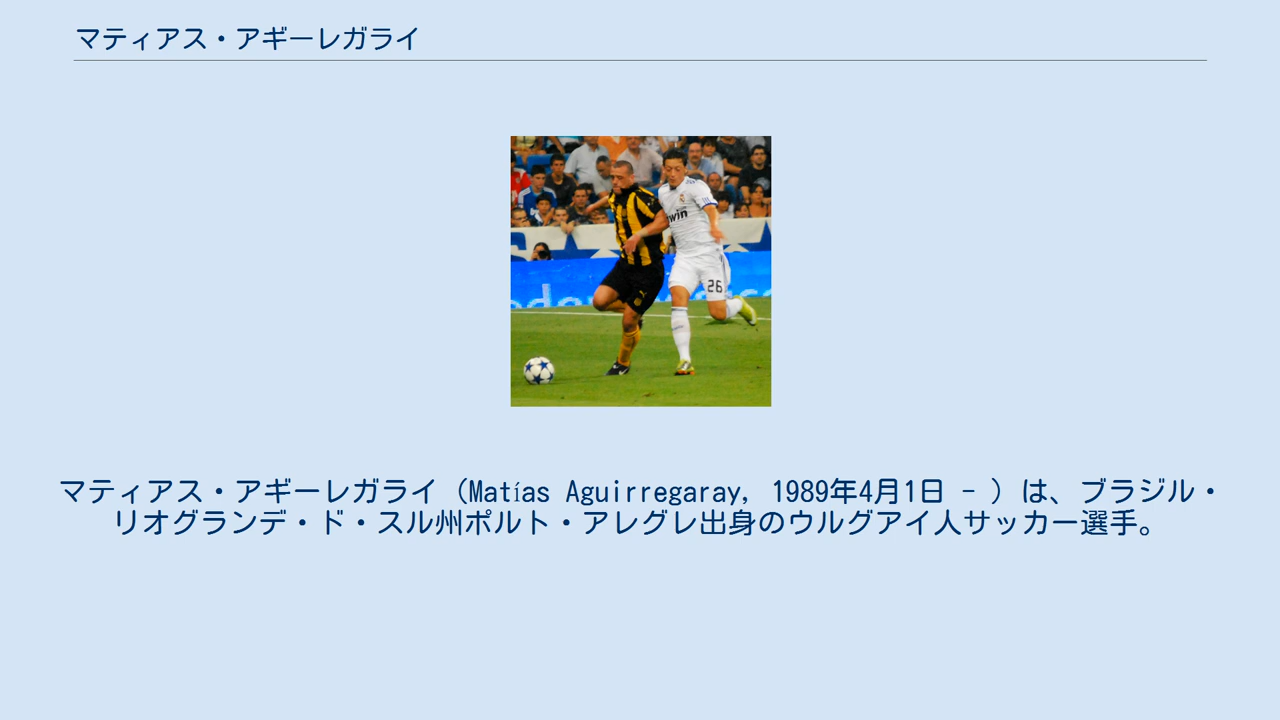 マティアス・アギーレガライ
win
26
マティアス・アギーレガライ（Matías Aguirregaray, 1989年4月1日 - ）は、ブラジル・
リオグランデ・ド・スル州ポルト・アレグレ出身のウルグアイ人サッカー選手。